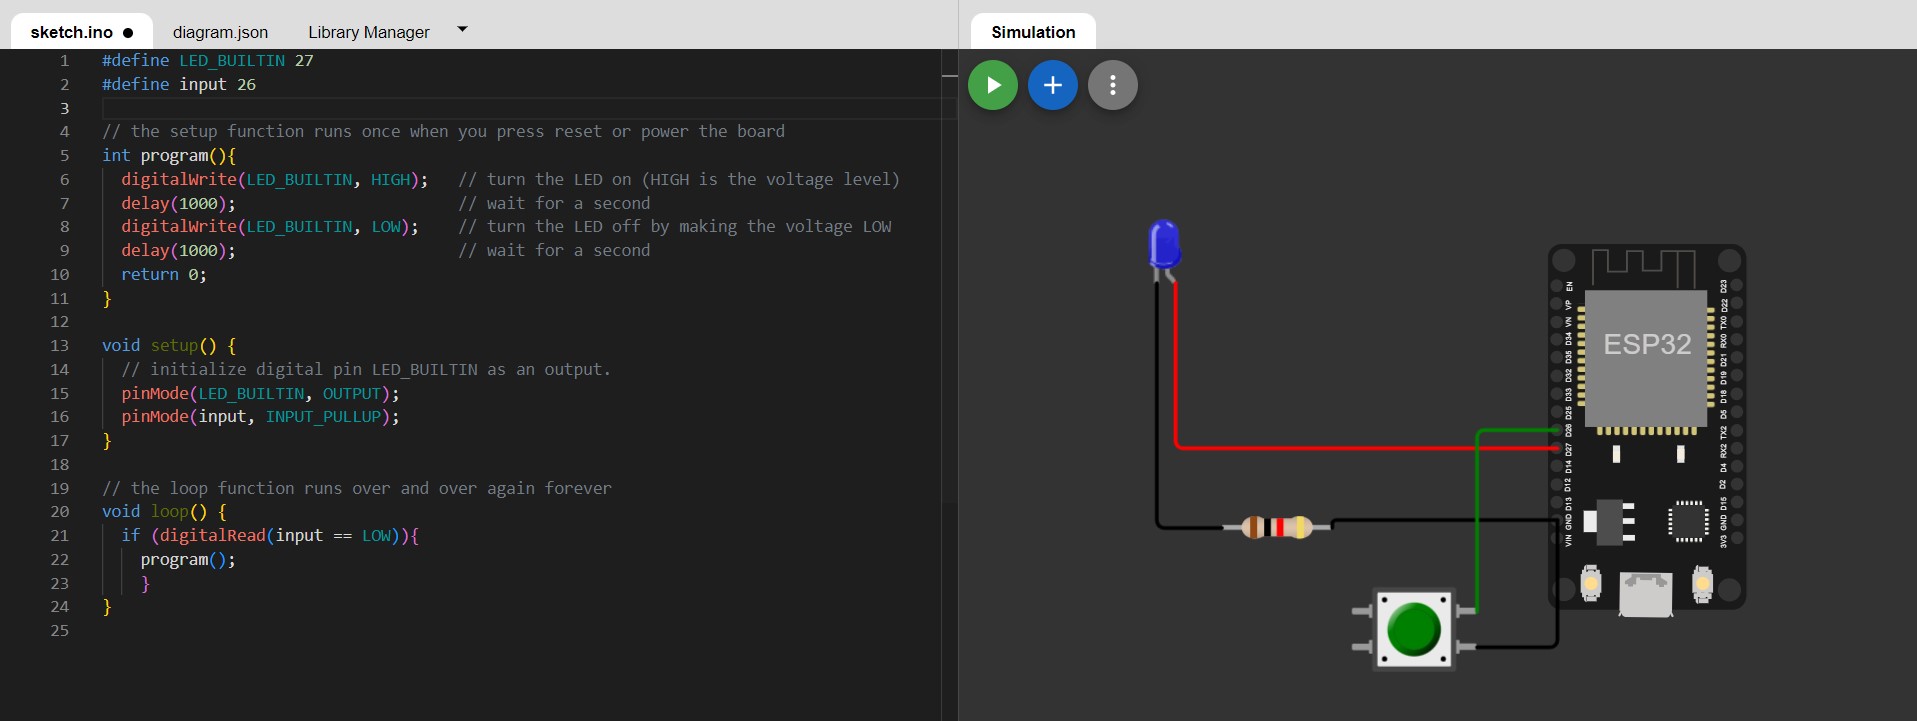 sketch.ino ● diagram.json Library Manager
Simulation
1 #define LED_BUILTIN 27
2 #define input 26
3
4 // the setup function runs once when you press reset or power the board
5 int program(){
6 digitalWrite(LED_BUILTIN, HIGH); // turn the LED on (HIGH is the voltage level)
7 delay(1000); // wait for a second
8 digitalWrite(LED_BUILTIN, LOW); // turn the LED off by making the voltage LOW
9 delay(1000); // wait for a second
10 return 0;
11 }
12
13 void setup() {
14 // initialize digital pin LED_BUILTIN as an output.
15 pinMode(LED_BUILTIN, OUTPUT);
16 pinMode(input, INPUT_PULLUP);
17 }
18
19 // the loop function runs over and over again forever
20 void loop() {
21 if (digitalRead(input == LOW)){
22 program();
23 }
24 }
25
ESP32
EN
VP
VN
D34
D35
D32
D33
D25
D26
D27
D14
D12
D13
GND
VIN
D23
D22
TX0
RX0
D21
D19
D18
D5
TX2
RX2
D4
D2
D15
GND
3V3